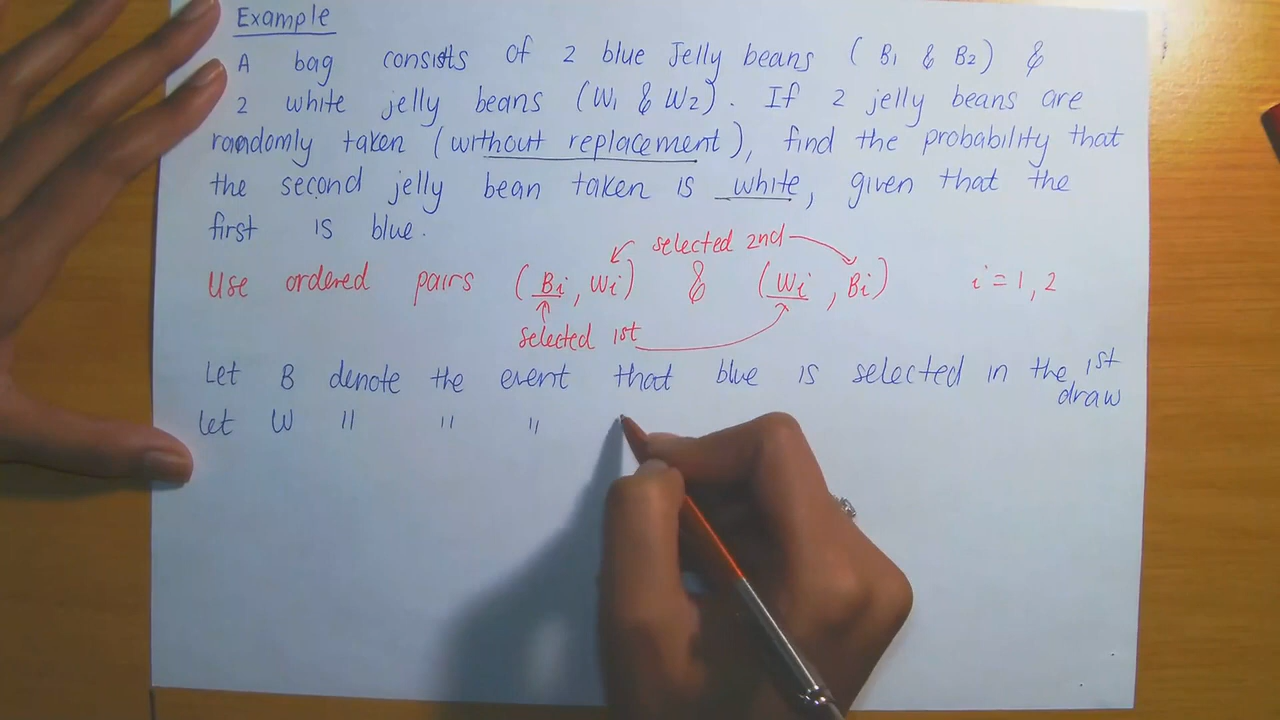 Example
A bag consists of 2 blue Jelly beans ( B1 & B2) &
2 white jelly beans (W1 & W2). If 2 jelly beans are
randomly taken (without replacement), find the probability that
the second jelly bean taken is white, given that the
first is blue.
selected 2nd
Use ordered pairs (Bi, Wi) & (Wi, Bi) i = 1, 2
selected 1st
Let B denote the event that blue is selected in the 1st
draw
Let W " " "